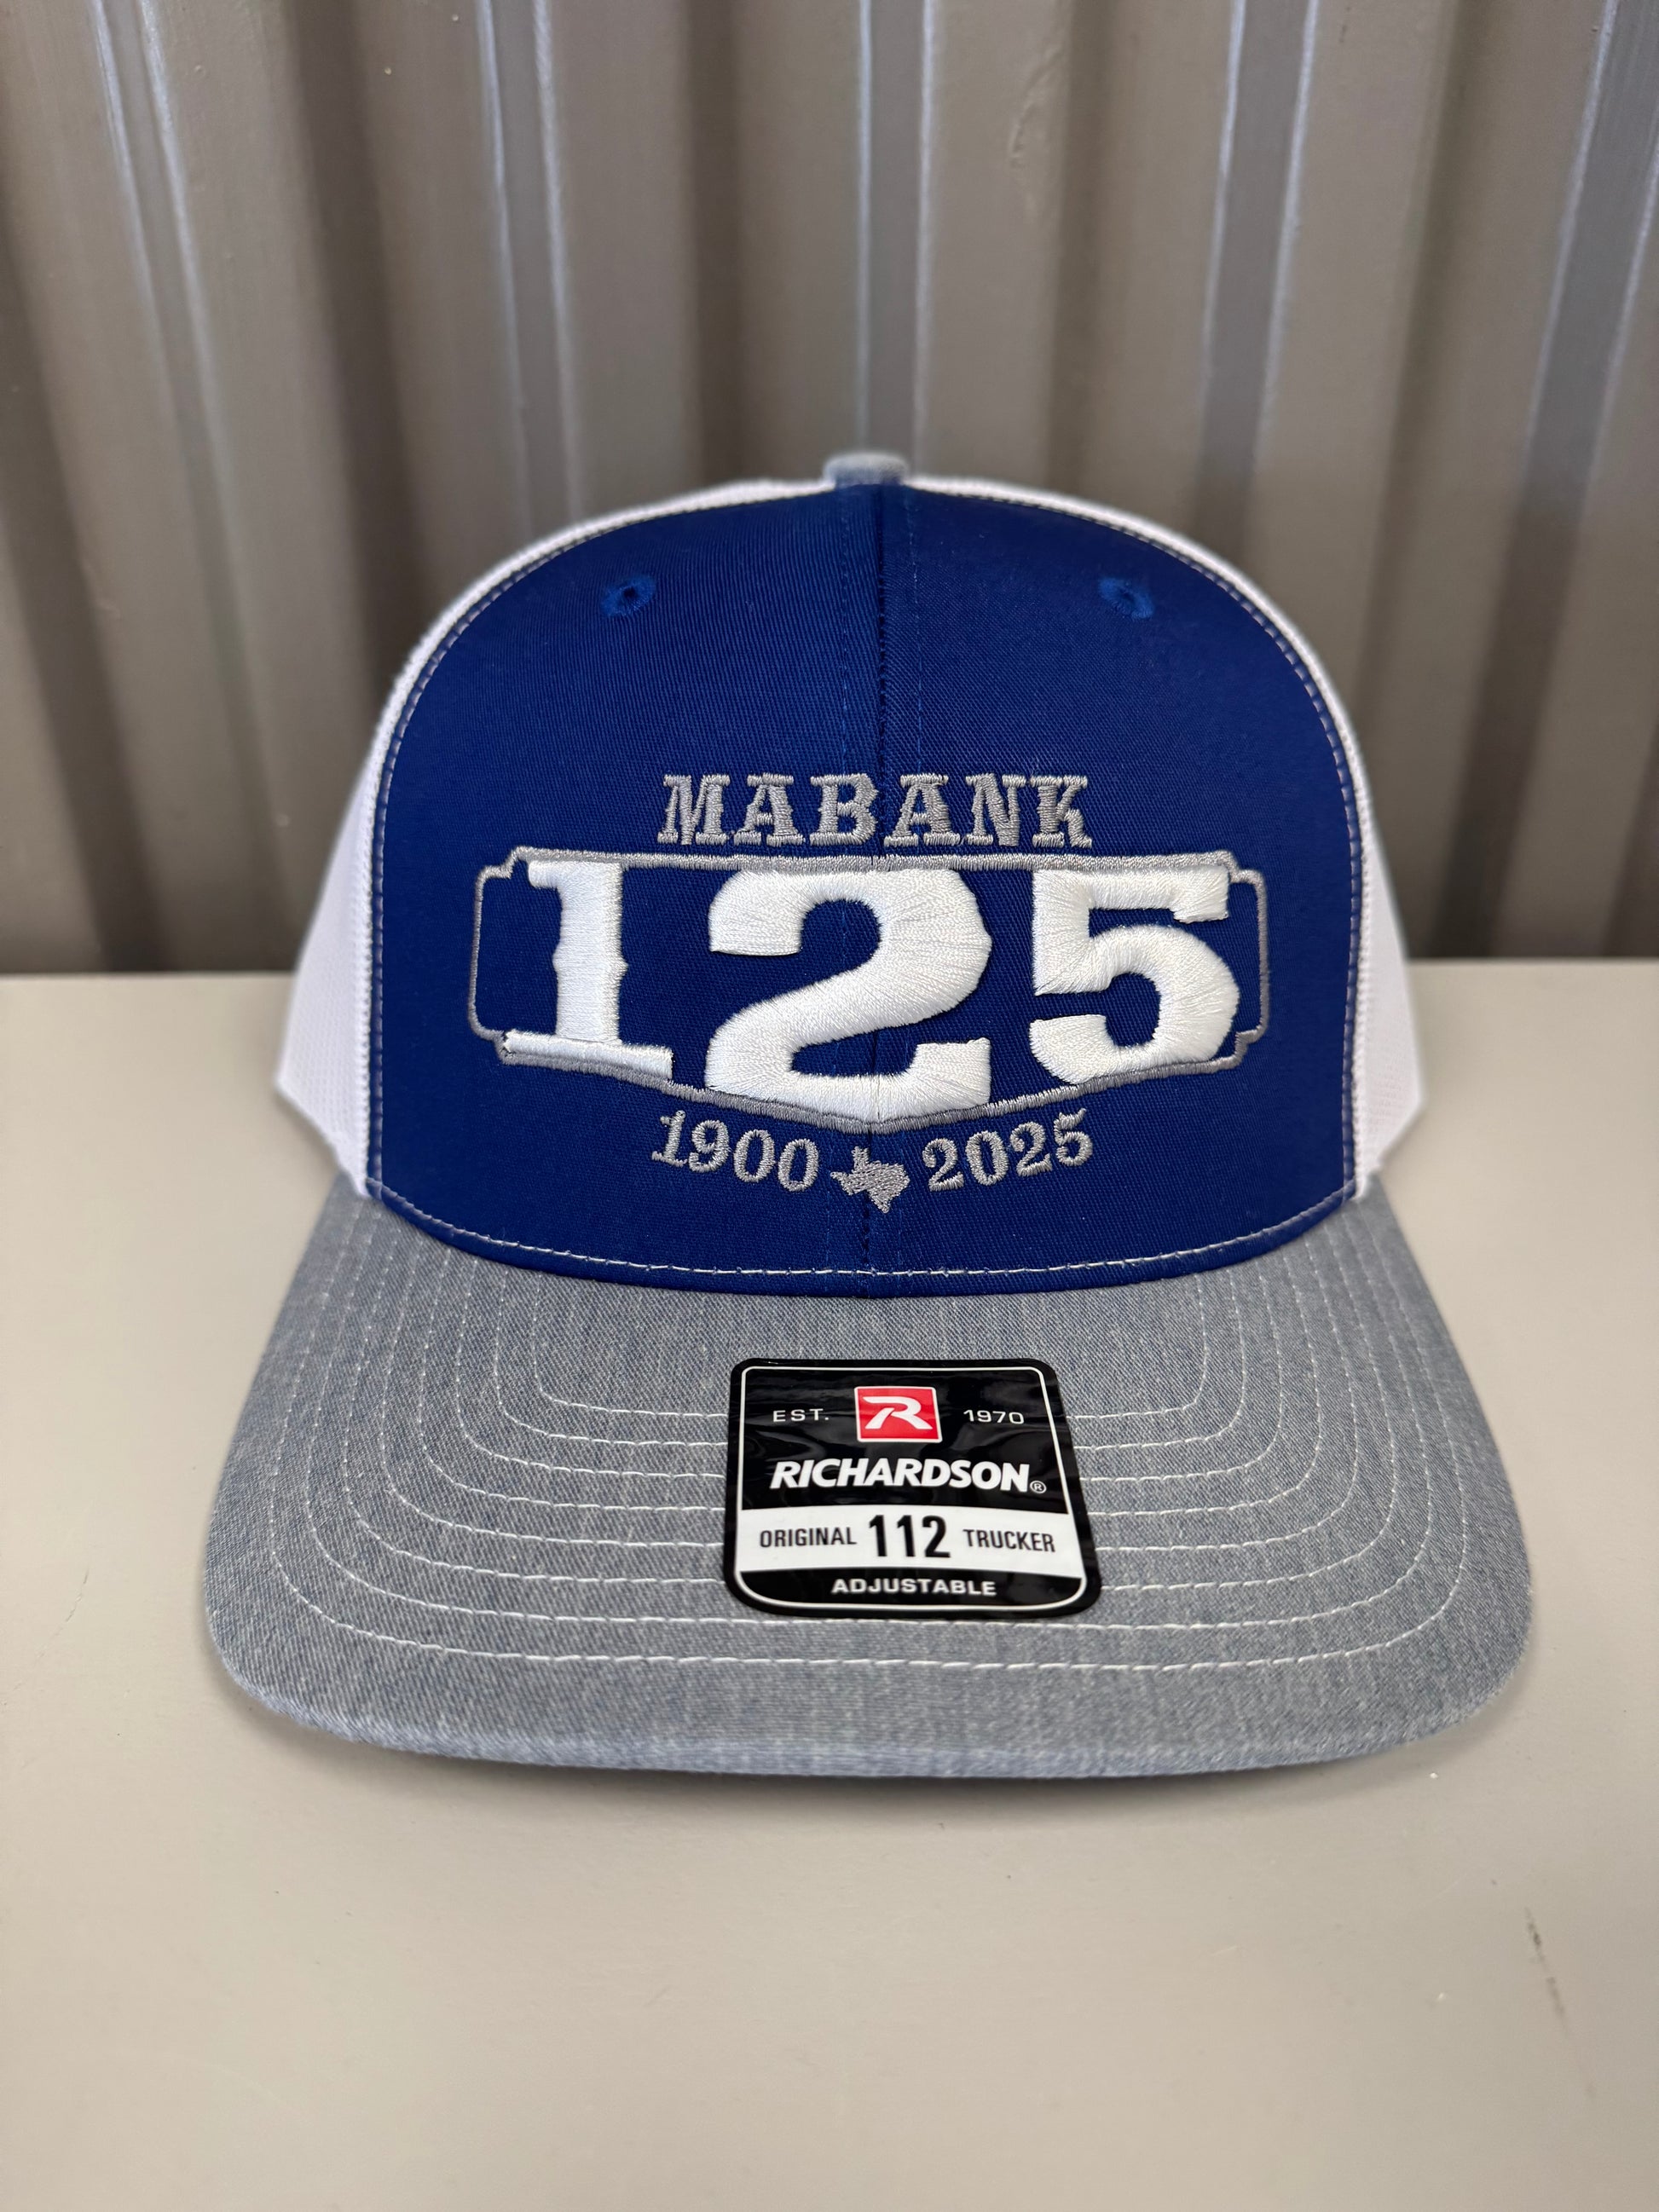 MABANK
125
1900 2025
EST. R 1970
RICHARDSON®
ORIGINAL 112 TRUCKER
ADJUSTABLE